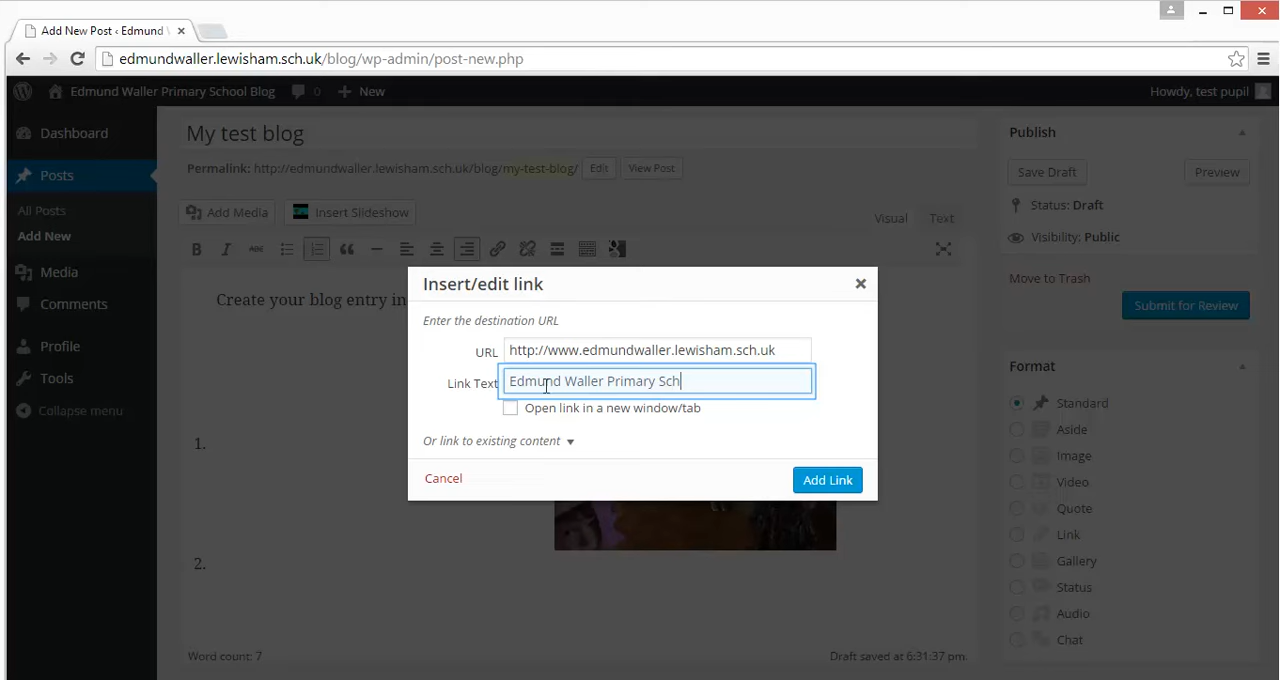 Add New Post ‹ Edmund
edmundwaller.lewisham.sch.uk/blog/wp-admin/post-new.php
Edmund Waller Primary School Blog 0 New Howdy, test pupil
Dashboard
Posts
All Posts
Add New
Media
Comments
Profile
Tools
Collapse menu
My test blog
Permalink: http://edmundwaller.lewisham.sch.uk/blog/my-test-blog/ Edit View Post
Add Media Insert Slideshow Visual Text
B I ABC
Create your blog entry in
1.
2.
Word count: 7 Draft saved at 6:31:37 pm.
Insert/edit link
Enter the destination URL
URL http://www.edmundwaller.lewisham.sch.uk
Link Text Edmund Waller Primary Sch
Open link in a new window/tab
Or link to existing content
Cancel Add Link
Publish
Save Draft Preview
Status: Draft
Visibility: Public
Move to Trash
Submit for Review
Format
Standard
Aside
Image
Video
Quote
Link
Gallery
Status
Audio
Chat